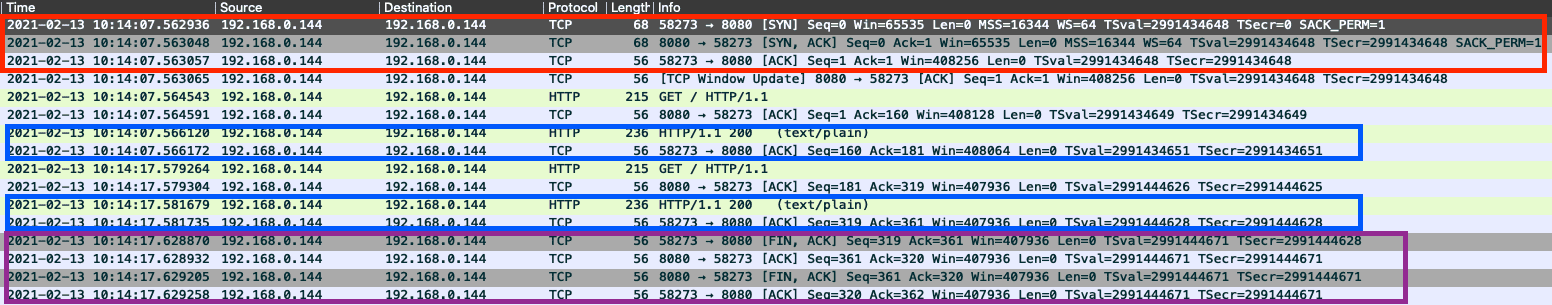 Time Source Destination Protocol Length Info
2021-02-13 10:14:07.562936 192.168.0.144 192.168.0.144 TCP 68 58273 → 8080 [SYN] Seq=0 Win=65535 Len=0 MSS=16344 WS=64 TSval=2991434648 TSecr=0 SACK_PERM=1
2021-02-13 10:14:07.563048 192.168.0.144 192.168.0.144 TCP 68 8080 → 58273 [SYN, ACK] Seq=0 Ack=1 Win=65535 Len=0 MSS=16344 WS=64 TSval=2991434648 TSecr=2991434648 SACK_PERM=1
2021-02-13 10:14:07.563057 192.168.0.144 192.168.0.144 TCP 56 58273 → 8080 [ACK] Seq=1 Ack=1 Win=408256 Len=0 TSval=2991434648 TSecr=2991434648
2021-02-13 10:14:07.563065 192.168.0.144 192.168.0.144 TCP 56 [TCP Window Update] 8080 → 58273 [ACK] Seq=1 Ack=1 Win=408256 Len=0 TSval=2991434648 TSecr=2991434648
2021-02-13 10:14:07.564543 192.168.0.144 192.168.0.144 HTTP 215 GET / HTTP/1.1
2021-02-13 10:14:07.564591 192.168.0.144 192.168.0.144 TCP 56 8080 → 58273 [ACK] Seq=1 Ack=160 Win=408128 Len=0 TSval=2991434649 TSecr=2991434649
2021-02-13 10:14:07.566120 192.168.0.144 192.168.0.144 HTTP 236 HTTP/1.1 200 (text/plain)
2021-02-13 10:14:07.566172 192.168.0.144 192.168.0.144 TCP 56 58273 → 8080 [ACK] Seq=160 Ack=181 Win=408064 Len=0 TSval=2991434651 TSecr=2991434651
2021-02-13 10:14:17.579264 192.168.0.144 192.168.0.144 HTTP 215 GET / HTTP/1.1
2021-02-13 10:14:17.579304 192.168.0.144 192.168.0.144 TCP 56 8080 → 58273 [ACK] Seq=181 Ack=319 Win=407936 Len=0 TSval=2991444626 TSecr=2991444625
2021-02-13 10:14:17.581679 192.168.0.144 192.168.0.144 HTTP 236 HTTP/1.1 200 (text/plain)
2021-02-13 10:14:17.581735 192.168.0.144 192.168.0.144 TCP 56 58273 → 8080 [ACK] Seq=319 Ack=361 Win=407936 Len=0 TSval=2991444628 TSecr=2991444628
2021-02-13 10:14:17.628870 192.168.0.144 192.168.0.144 TCP 56 58273 → 8080 [FIN, ACK] Seq=319 Ack=361 Win=407936 Len=0 TSval=2991444671 TSecr=2991444628
2021-02-13 10:14:17.628932 192.168.0.144 192.168.0.144 TCP 56 8080 → 58273 [ACK] Seq=361 Ack=320 Win=407936 Len=0 TSval=2991444671 TSecr=2991444671
2021-02-13 10:14:17.629205 192.168.0.144 192.168.0.144 TCP 56 8080 → 58273 [FIN, ACK] Seq=361 Ack=320 Win=407936 Len=0 TSval=2991444671 TSecr=2991444671
2021-02-13 10:14:17.629258 192.168.0.144 192.168.0.144 TCP 56 58273 → 8080 [ACK] Seq=320 Ack=362 Win=407936 Len=0 TSval=2991444671 TSecr=2991444671